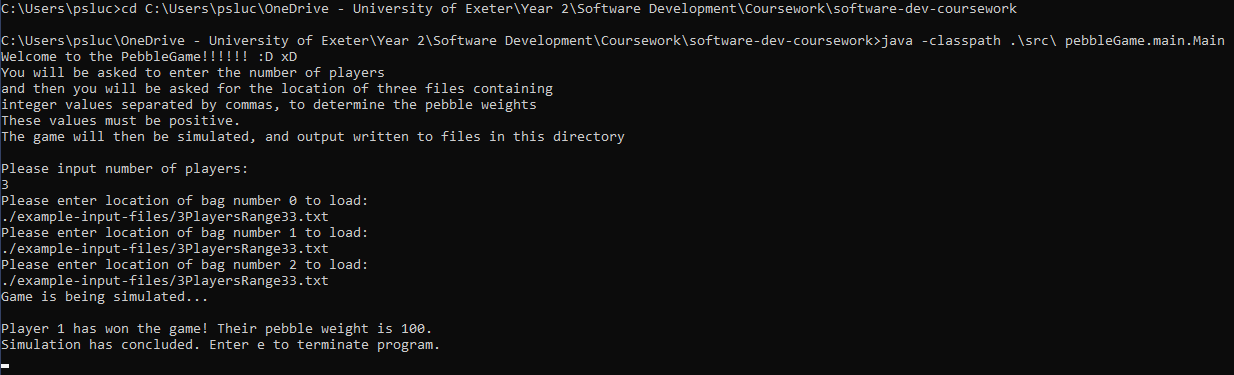 C:\Users\psluc>cd C:\Users\psluc\OneDrive - University of Exeter\Year 2\Software Development\Coursework\software-dev-coursework
C:\Users\psluc\OneDrive - University of Exeter\Year 2\Software Development\Coursework\software-dev-coursework>java -classpath .\src\ pebbleGame.main.Main
Welcome to the PebbleGame!!!!!! :D xD
You will be asked to enter the number of players
and then you will be asked for the location of three files containing
integer values separated by commas, to determine the pebble weights
These values must be positive.
The game will then be simulated, and output written to files in this directory
Please input number of players:
3
Please enter location of bag number 0 to load:
./example-input-files/3PlayersRange33.txt
Please enter location of bag number 1 to load:
./example-input-files/3PlayersRange33.txt
Please enter location of bag number 2 to load:
./example-input-files/3PlayersRange33.txt
Game is being simulated...
Player 1 has won the game! Their pebble weight is 100.
Simulation has concluded. Enter e to terminate program.